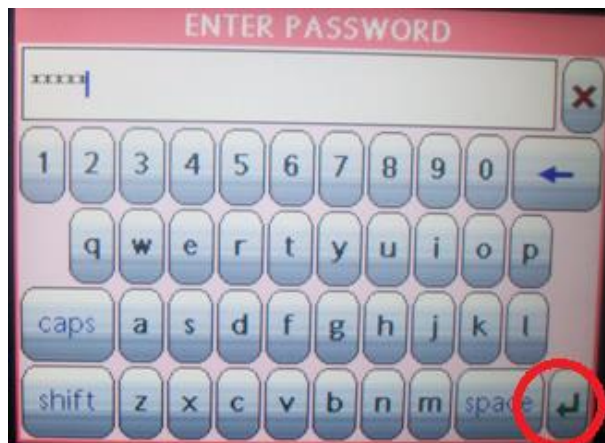 ENTER PASSWORD
xxxxx
1 2 3 4 5 6 7 8 9 0
q w e r t y u i o p
caps a s d f g h j k l
shift z x c v b n m space